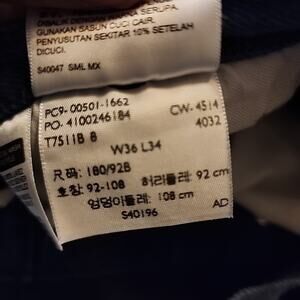 GUNAKAN SABUN CUCI CAIR.
PENYUSUTAN SEKITAR 10% SETELAH
DICUCI.
S40047 SML MX
PC9-00501-1662
PO- 4100246184
T7511B 8
CW- 4514
4032
W36 L34
尺码: 180/92B
호칭: 92-108 허리둘레: 92 cm
엉덩이둘레: 108 cm
S40196 AD